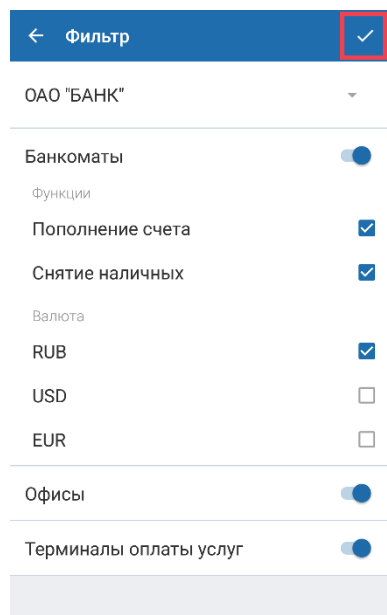 Фильтр
ОАО "БАНК"
Банкоматы
Функции
Пополнение счета
Снятие наличных
Валюта
RUB
USD
EUR
Офисы
Терминалы оплаты услуг